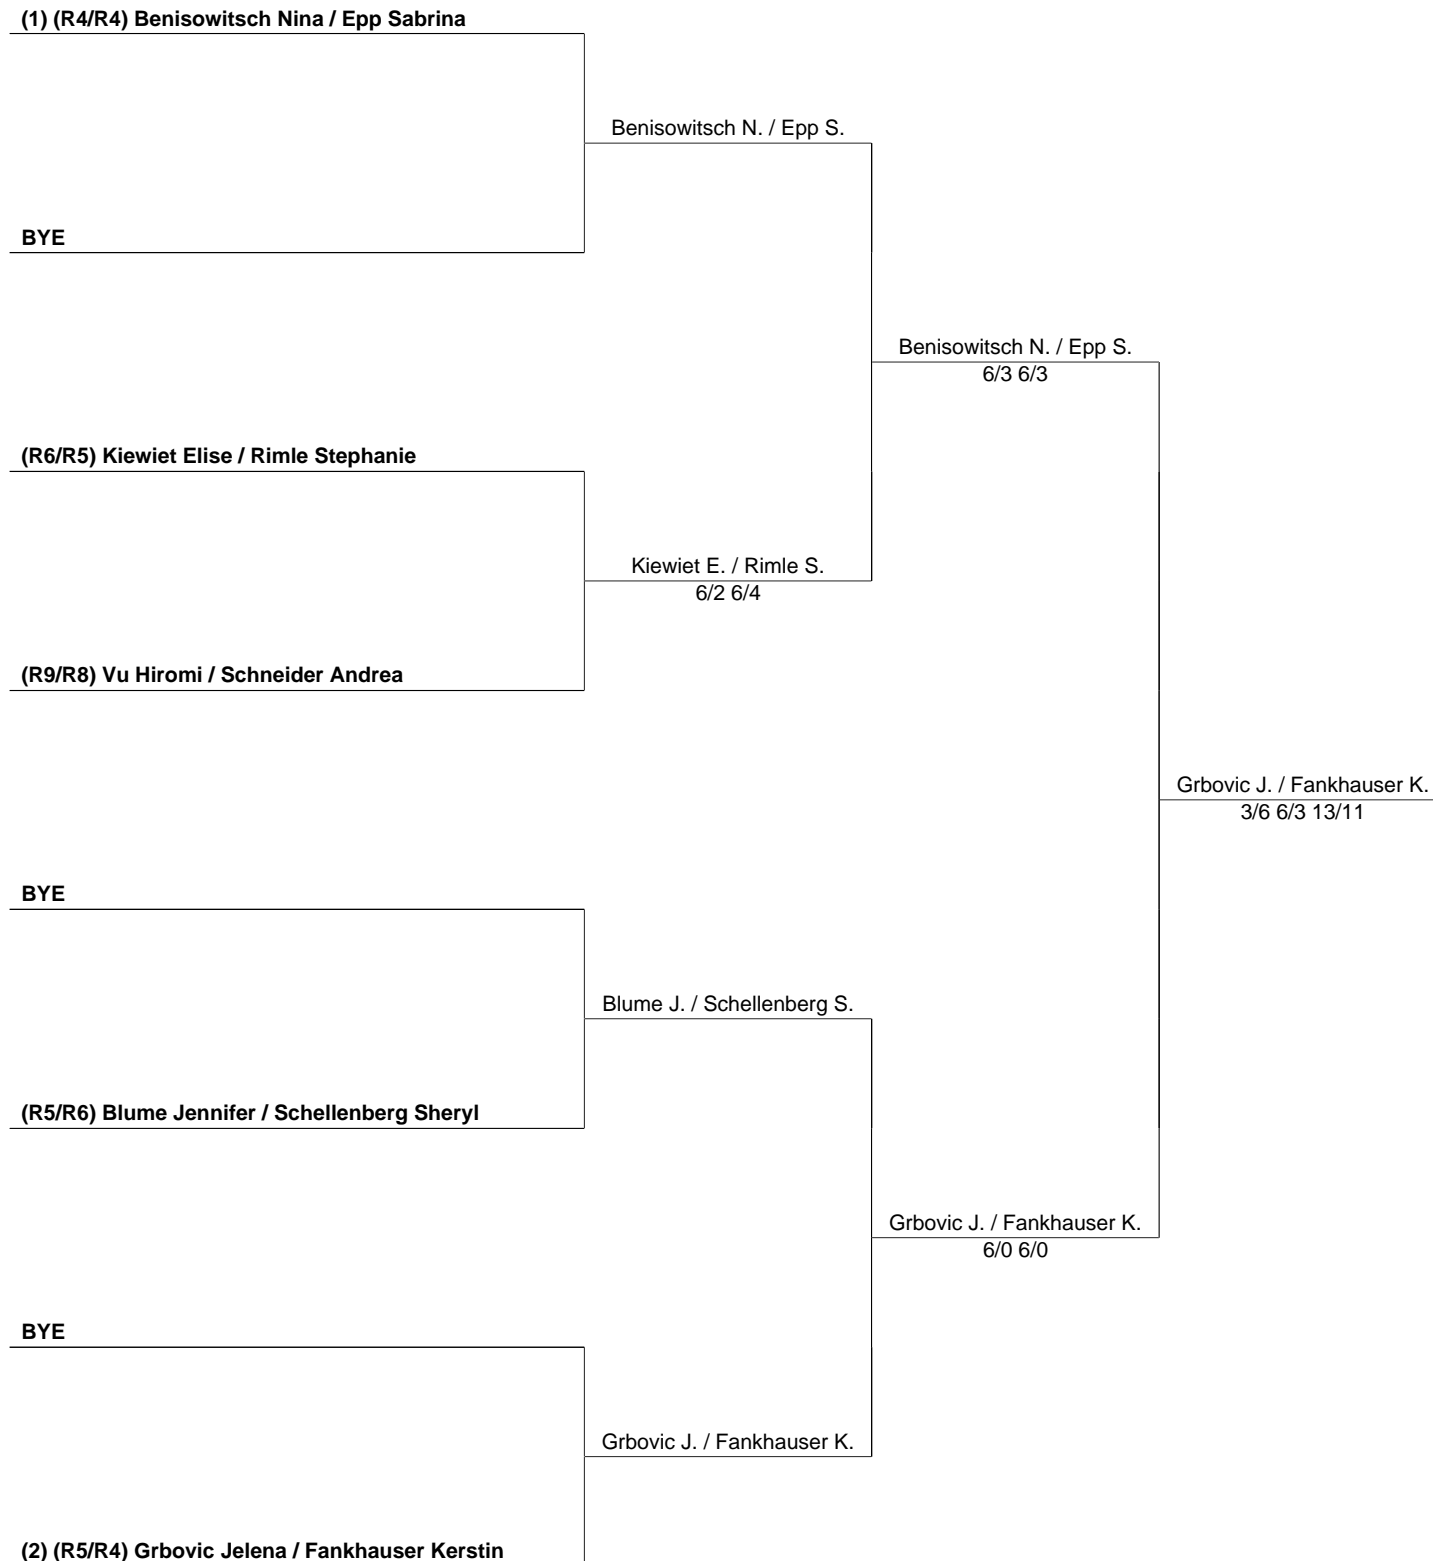 (1) (R4/R4) Benisowitsch Nina / Epp Sabrina
Benisowitsch N. / Epp S.
BYE
Benisowitsch N. / Epp S.
6/3 6/3
(R6/R5) Kiewiet Elise / Rimle Stephanie
Kiewiet E. / Rimle S.
6/2 6/4
(R9/R8) Vu Hiromi / Schneider Andrea
Grbovic J. / Fankhauser K.
3/6 6/3 13/11
BYE
Blume J. / Schellenberg S.
(R5/R6) Blume Jennifer / Schellenberg Sheryl
Grbovic J. / Fankhauser K.
6/0 6/0
BYE
Grbovic J. / Fankhauser K.
(2) (R5/R4) Grbovic Jelena / Fankhauser Kerstin